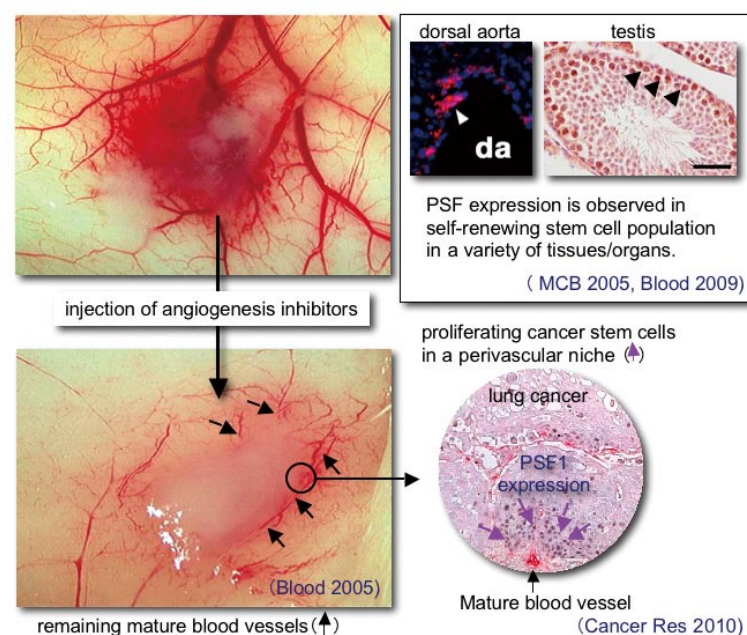 dorsal aorta
testis
da
PSF expression is observed in
self-renewing stem cell population
in a variety of tissues/organs.
( MCB 2005, Blood 2009)
injection of angiogenesis inhibitors
proliferating cancer stem cells
in a perivascular niche (↑)
lung cancer
PSF1
expression
(Blood 2005)
remaining mature blood vessels(↑)
Mature blood vessel
(Cancer Res 2010)